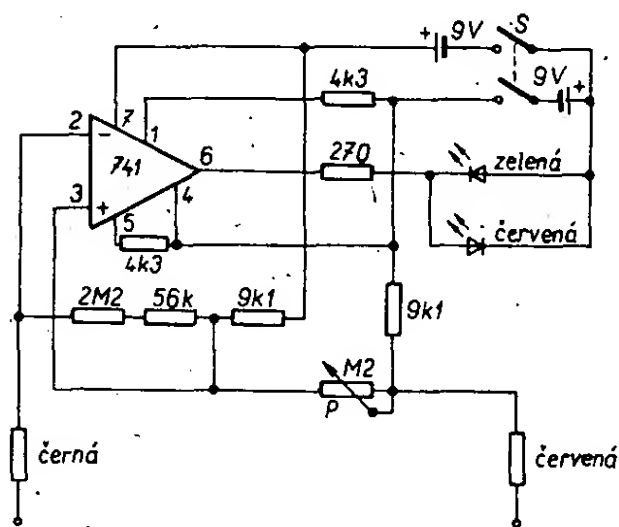 + 9V S
9V +
4k3
7
1
2
-
741
6
270
zelená
3
+
4
5
4k3
červená
2M2 56k 9k1
9k1
M2
P
černá
červená